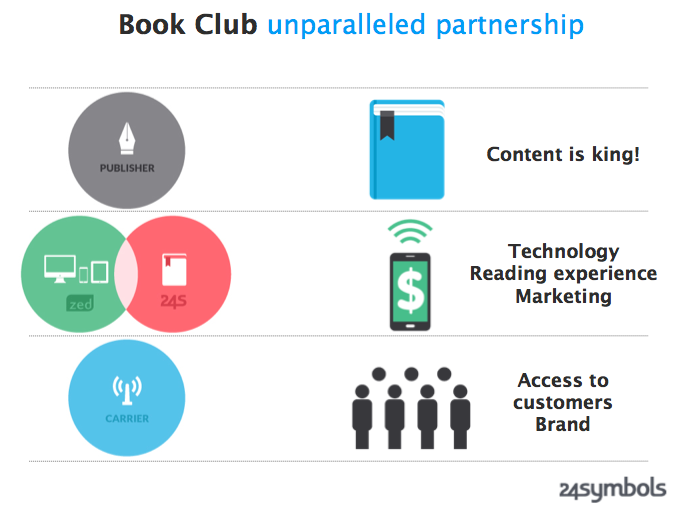 Book Club unparalleled partnership
PUBLISHER
Content is king!
zed
24S
$
Technology
Reading experience
Marketing
CARRIER
Access to
customers
Brand
24symbols